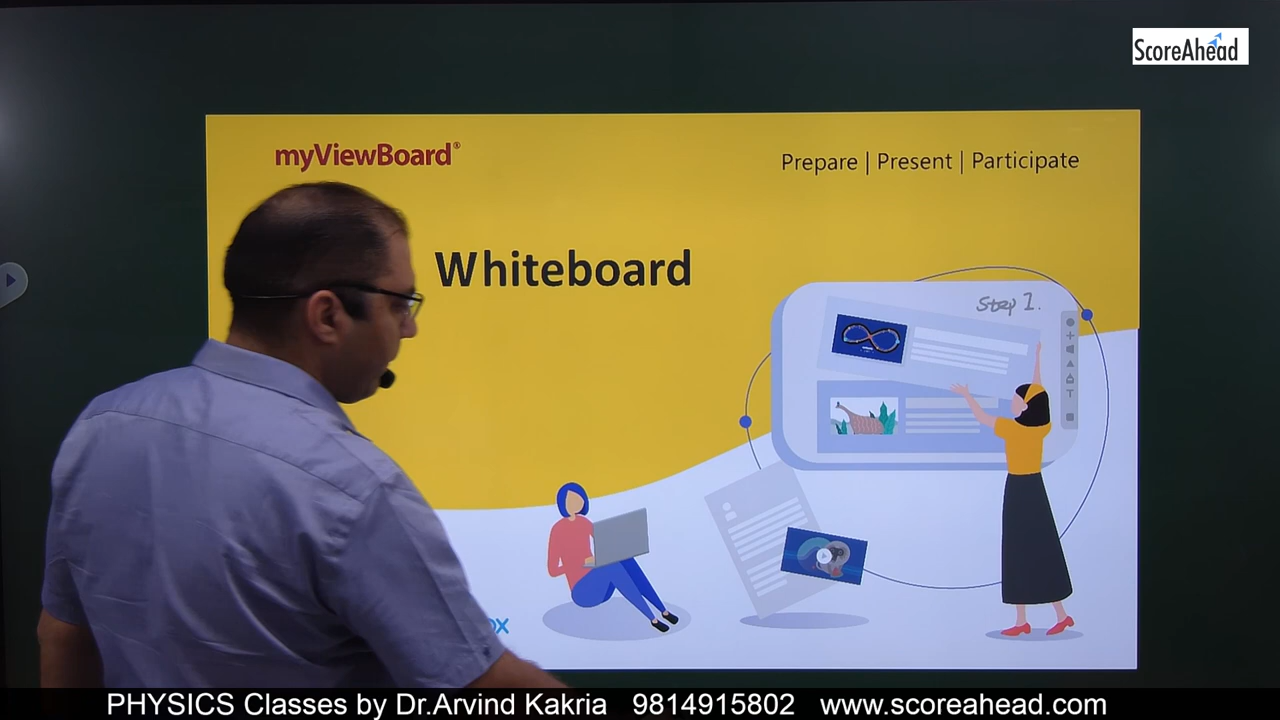 ScoreAhead
myViewBoard®
Prepare | Present | Participate
Whiteboard
Step 1.
PHYSICS Classes by Dr.Arvind Kakria 9814915802 www.scoreahead.com